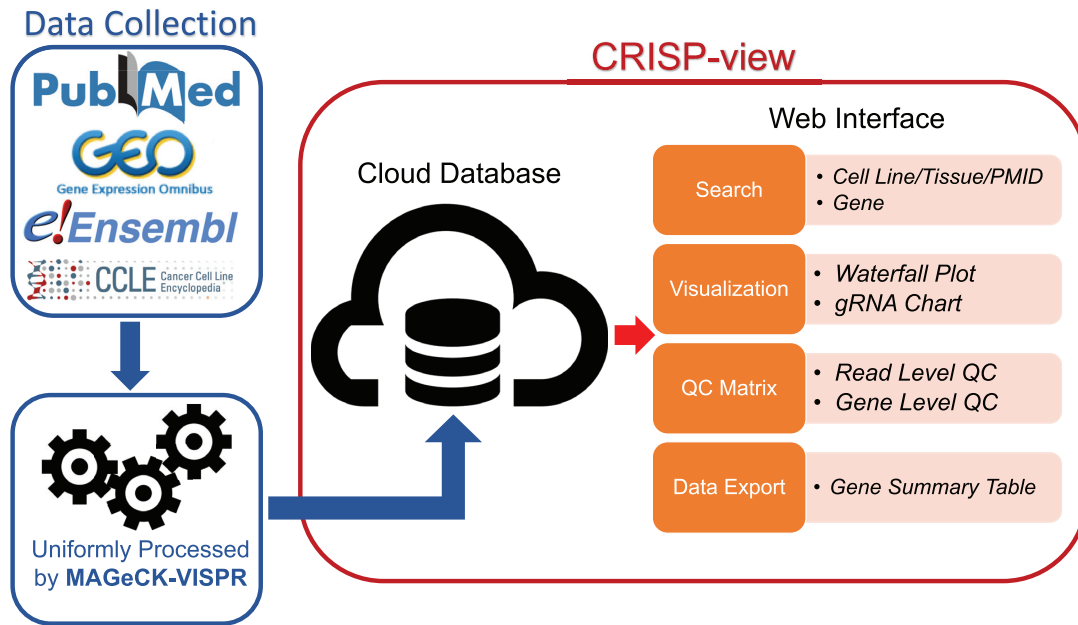 Data Collection
PubMed
GEO
Gene Expression Omnibus
e!Ensembl
CCLE Cancer Cell Line
Encyclopedia
Uniformly Processed
by MAGeCK-VISPR
CRISP-view
Cloud Database
Web Interface
Search
• Cell Line/Tissue/PMID
• Gene
Visualization
• Waterfall Plot
• gRNA Chart
QC Matrix
• Read Level QC
• Gene Level QC
Data Export
• Gene Summary Table